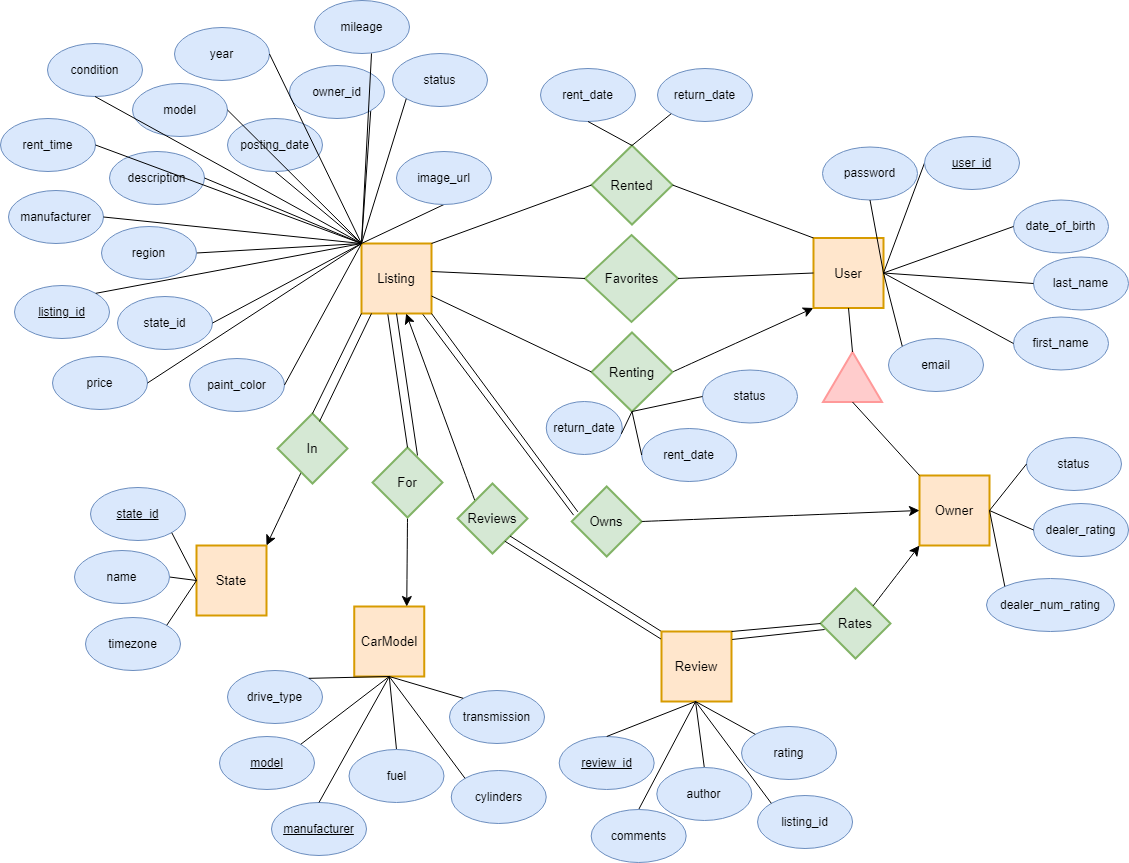 mileage
year
condition
status
owner_id
model
rent_date
return_date
rent_time
posting_date
user_id
password
description
image_url
Rented
manufacturer
date_of_birth
region
Listing
Favorites
User
last_name
listing_id
state_id
first_name
email
Renting
price
paint_color
status
return_date
rent_date
In
status
For
state_id
Reviews
Owns
Owner
dealer_rating
name
State
dealer_num_rating
Rates
timezone
CarModel
Review
drive_type
transmission
model
fuel
review_id
rating
cylinders
author
manufacturer
comments
listing_id